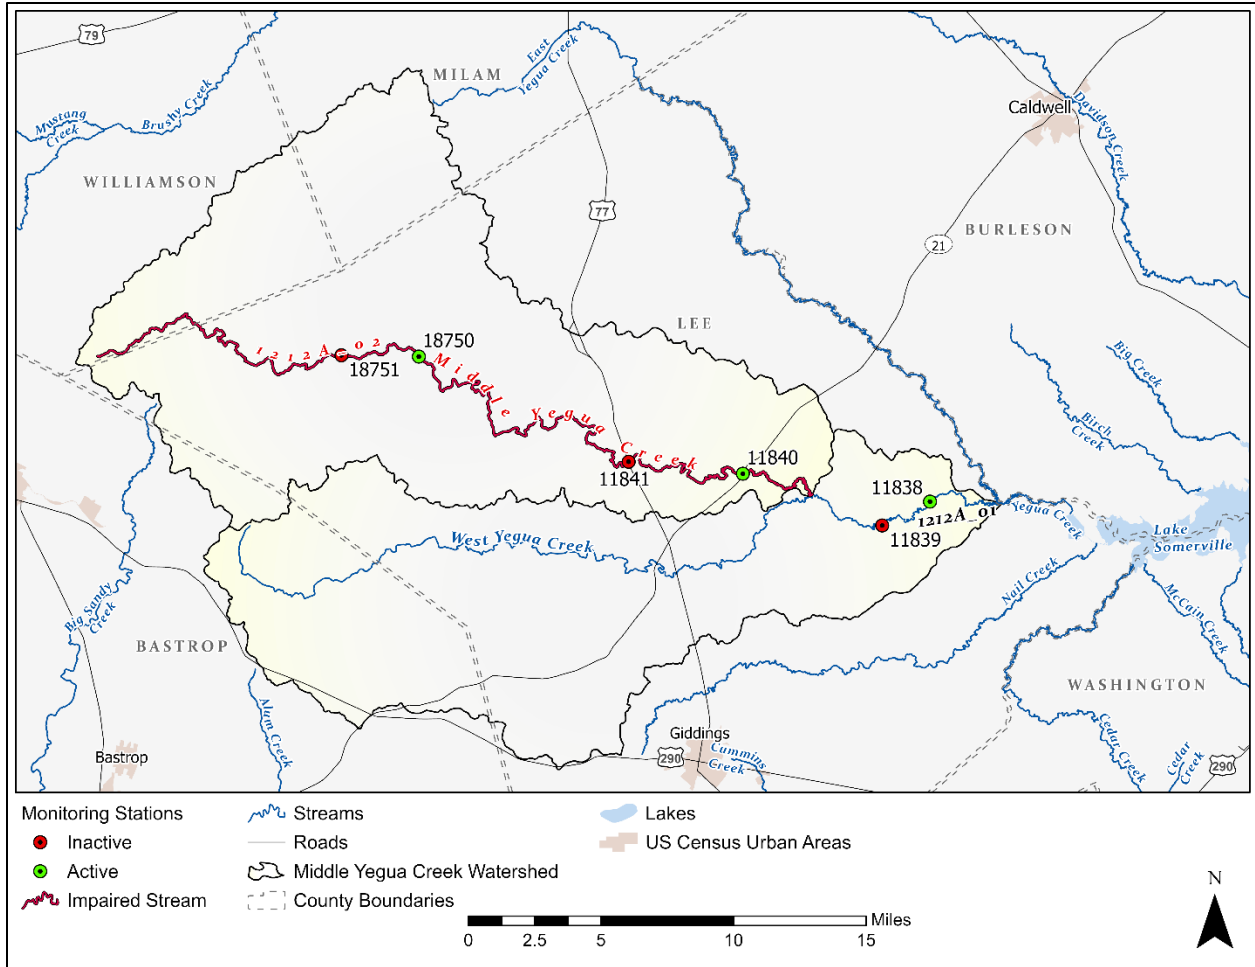 79
MILAM
East
Yegua Creek
Mustang
Creek
Brushy Creek
Caldwell
Davidson Creek
WILLIAMSON
77
21
BURLESON
LEE
1212A_02
18750
18751
Middle Yegua Creek
Big Creek
Birch
Creek
11840
11841
11838
1212A_01
11839
Yegua Creek
Lake
Somerville
West Yegua Creek
Nail Creek
McCain Creek
Big Sandy
Creek
BASTROP
WASHINGTON
Alum Creek
Giddings
290
Cummins
Creek
Cedar Creek
Cedar
Creek
290
Bastrop
Monitoring Stations
Inactive
Active
Impaired Stream
Streams
Roads
Middle Yegua Creek Watershed
County Boundaries
Lakes
US Census Urban Areas
0 2.5 5 10 15
Miles
N